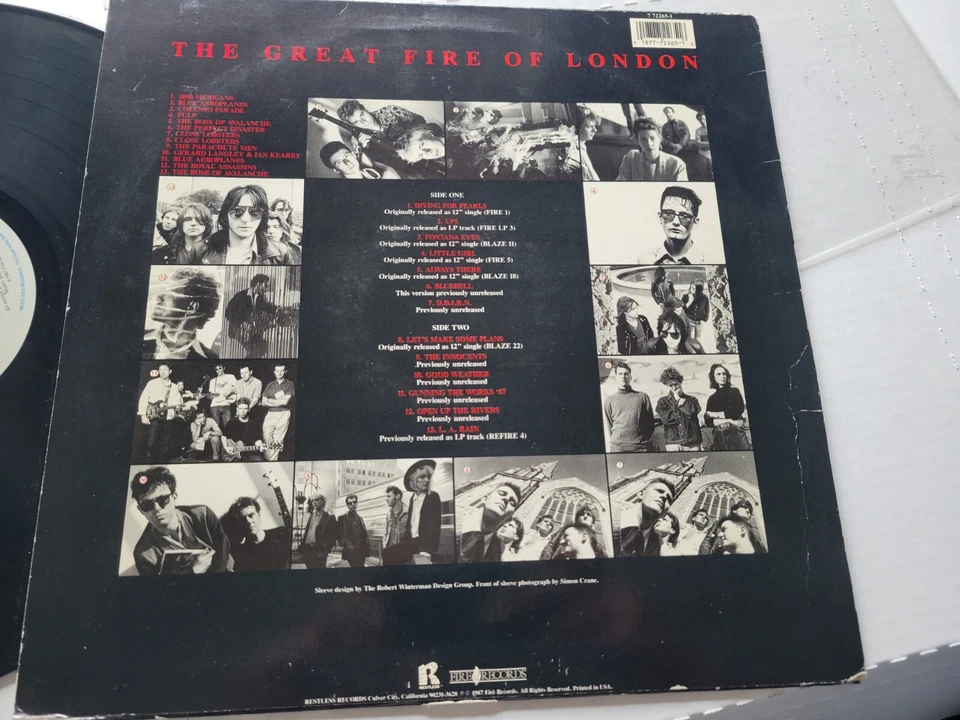 7 72265-1
THE GREAT FIRE OF LONDON
1. 1000 MEXICANS
2. BLUE AEROPLANES
3. COLENSO PARADE
4. PULP
5. THE ROSE OF AVALANCHE
6. THE PERFECT DISASTER
7. CLOSE LOBSTERS
8. CLOSE LOBSTERS
9. THE PARACHUTE MEN
10. GERARD LANGLEY & IAN KEAREY
11. BLUE AEROPLANES
12. THE ROYAL ASSASSINS
13. THE ROSE OF AVALANCHE
SIDE ONE
1. DIVING FOR PEARLS
Originally released as 12" single (FIRE 1)
2. UPS
Originally released as LP track (FIRE LP 3)
3. FONTANA EYES
Originally released as 12" single (BLAZE 11)
4. LITTLE GIRL
Originally released as 12" single (FIRE 5)
5. ALWAYS THERE
Originally released as 12" single (BLAZE 18)
6. BLUEBELL
This version previously unreleased
7. D.D.I.R.N.
Previously unreleased
SIDE TWO
8. LET'S MAKE SOME PLANS
Originally released as 12" single (BLAZE 22)
9. THE INNOCENTS
Previously unreleased
10. GOOD WEATHER
Previously unreleased
11. GUNNING THE WORKS '87
Previously unreleased
12. OPEN UP THE RIVERS
Previously unreleased
13. L. A. RAIN
Previously released as LP track (REFIRE 4)
Sleeve design by The Robert Winterman Design Group. Front of sleeve photograph by Simon Crane.
RESTLESS
FIRE RECORDS
RESTLESS RECORDS Culver City, California 90231-3628 ℗ © 1987 Fire Records. All Rights Reserved. Printed in USA.